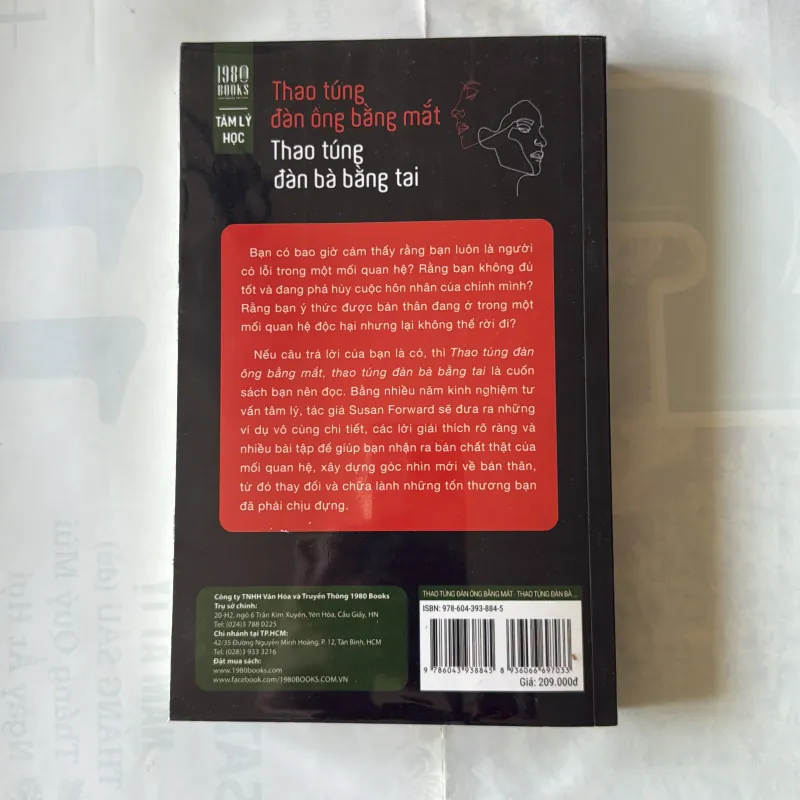 1980
BOOKS
TÂM LÝ
HỌC
Thao túng
đàn ông bằng mắt
Thao túng
đàn bà bằng tai
Bạn có bao giờ cảm thấy rằng bạn luôn là người
có lỗi trong một mối quan hệ? Rằng bạn không đủ
tốt và đang phá hủy cuộc hôn nhân của chính mình?
Rằng bạn ý thức được bản thân đang ở trong một
mối quan hệ độc hại nhưng lại không thể rời đi?
Nếu câu trả lời của bạn là có, thì Thao túng đàn
ông bằng mắt, thao túng đàn bà bằng tai là cuốn
sách bạn nên đọc. Bằng nhiều năm kinh nghiệm tư
vấn tâm lý, tác giả Susan Forward sẽ đưa ra những
ví dụ vô cùng chi tiết, các lời giải thích rõ ràng và
nhiều bài tập để giúp bạn nhận ra bản chất thật của
mối quan hệ, xây dựng góc nhìn mới về bản thân,
từ đó thay đổi và chữa lành những tổn thương bạn
đã phải chịu đựng.
Công ty TNHH Văn Hóa và Truyền Thông 1980 Books
Trụ sở chính:
20-H2, ngõ 6 Trần Kim Xuyến, Yên Hòa, Cầu Giấy, HN
Tel: (024)3 788 0225
Chi nhánh tại TP.HCM:
42/35 Đường Nguyễn Minh Hoàng, P. 12, Tân Bình, HCM
Tel: (028)3 933 3216
Đặt mua sách:
www.1980books.com
www.facebook.com/1980BOOKS.COM.VN
THAO TÚNG ĐÀN ÔNG BẰNG MẮT - THAO TÚNG ĐÀN BÀ ...
ISBN: 978-604-393-884-5
9 786043 938845
8 936066 697033
Giá: 209.000đ